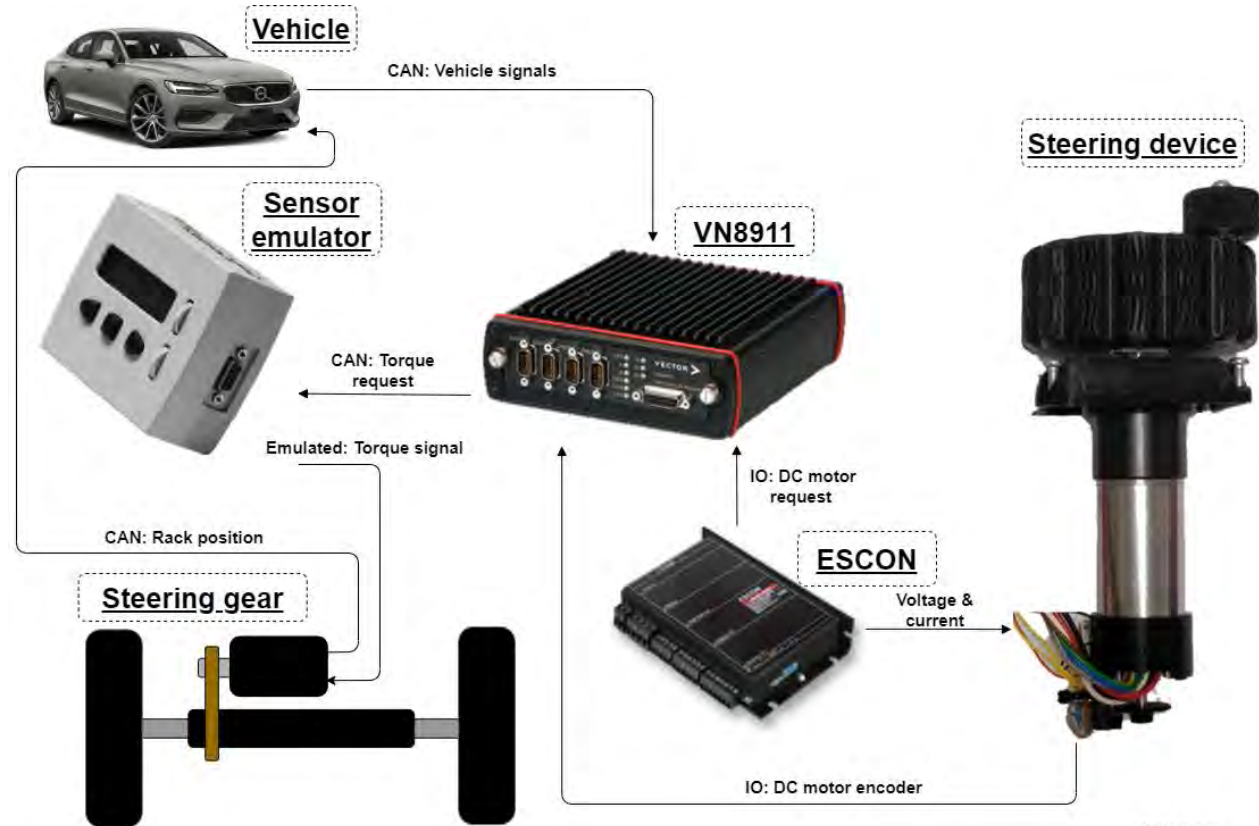 Vehicle
CAN: Vehicle signals
Steering device
Sensor
emulator
VN8911
VECTOR
CAN: Torque
request
Emulated: Torque signal
IO: DC motor
request
CAN: Rack position
ESCON
Steering gear
Voltage &
current
IO: DC motor encoder